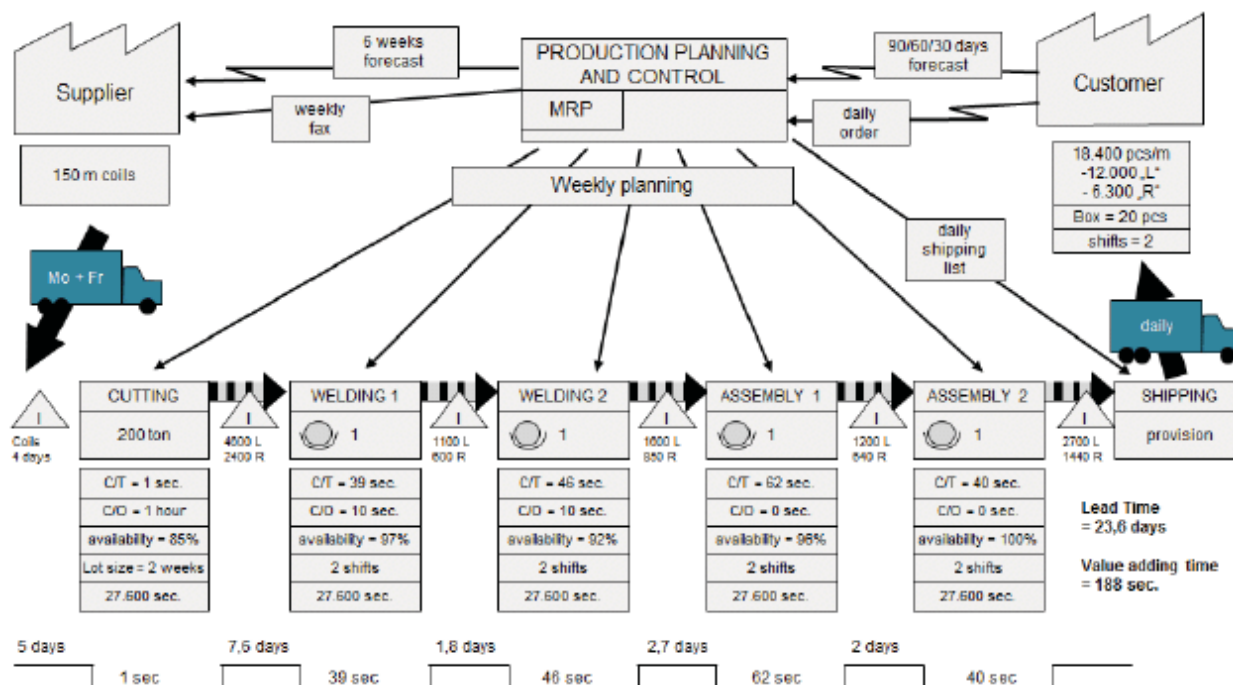 Supplier
6 weeks
forecast
weekly
fax
PRODUCTION PLANNING
AND CONTROL
MRP
90/60/30 days
forecast
daily
order
Customer
150 m coils
18.400 pcs/m
-12.000 „L“
- 6.300 „R“
Box = 20 pcs
shifts = 2
Weekly planning
daily
shipping
list
Mo + Fr
daily
I
Coils
4 days
CUTTING
200 ton
C/T = 1 sec.
C/O = 1 hour
availability = 85%
Lot size = 2 weeks
27.600 sec.
I
4600 L
2400 R
WELDING 1
1
C/T = 39 sec.
C/O = 10 sec.
availability = 97%
2 shifts
27.600 sec.
I
1100 L
600 R
WELDING 2
1
C/T = 46 sec.
C/O = 10 sec.
availability = 92%
2 shifts
27.600 sec.
I
1600 L
850 R
ASSEMBLY 1
1
C/T = 62 sec.
C/O = 0 sec.
availability = 96%
2 shifts
27.600 sec.
I
1200 L
640 R
ASSEMBLY 2
1
C/T = 40 sec.
C/O = 0 sec.
availability = 100%
2 shifts
27.600 sec.
I
2700 L
1440 R
SHIPPING
provision
Lead Time
= 23,6 days
Value adding time
= 188 sec.
5 days
1 sec
7,6 days
39 sec
1,8 days
46 sec
2,7 days
62 sec
2 days
40 sec